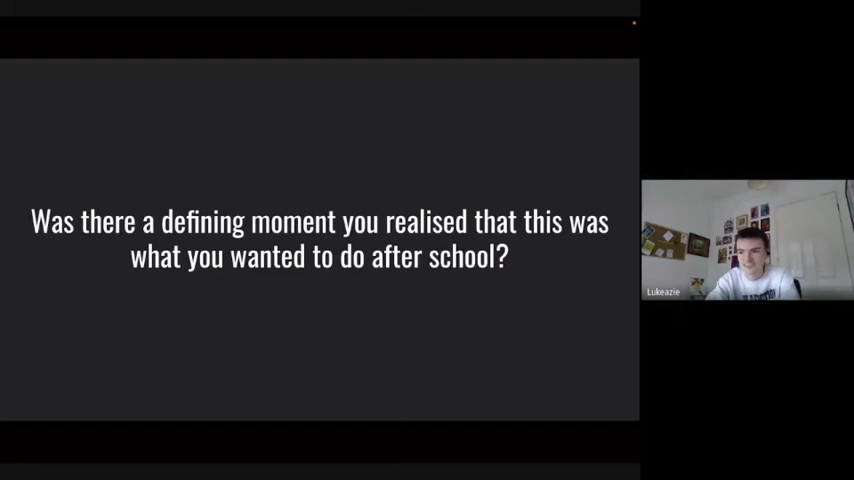 Was there a defining moment you realised that this was
what you wanted to do after school?
Lukeazie